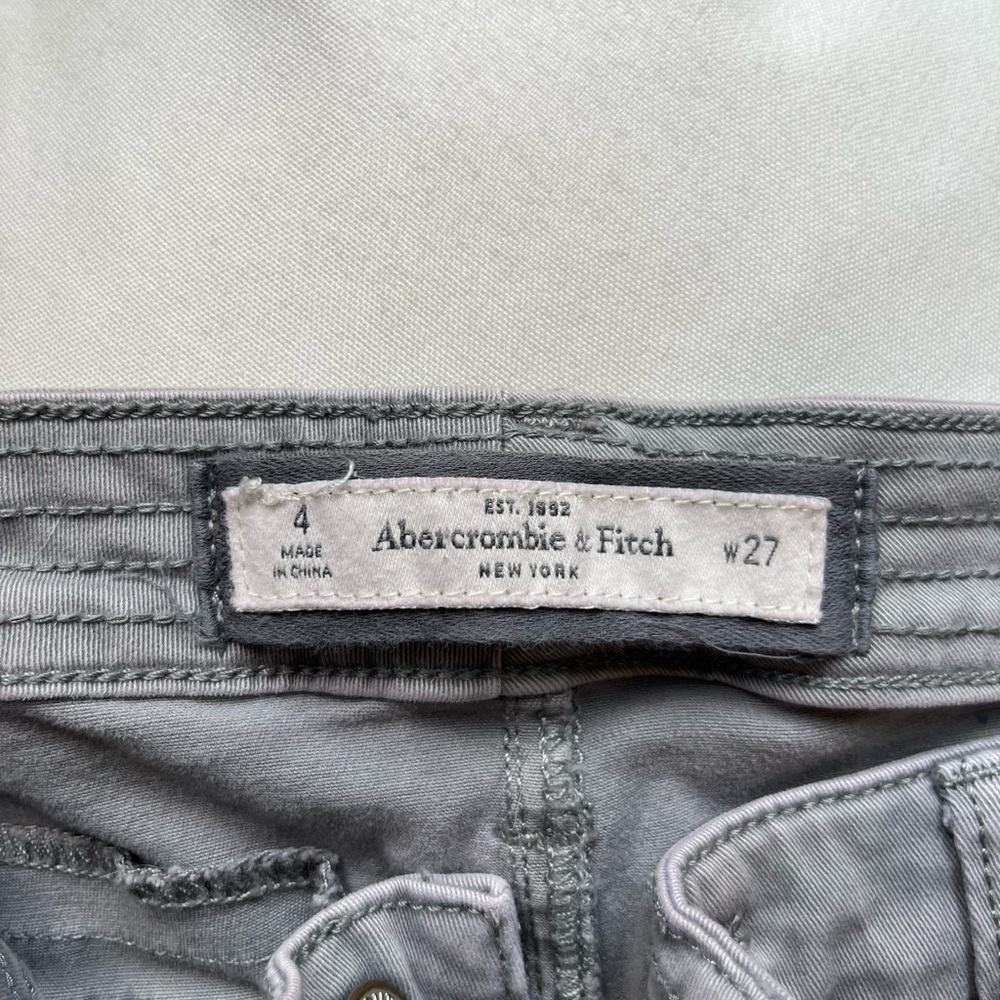 4
MADE
IN CHINA
EST. 1892
Abercrombie & Fitch
NEW YORK
W27